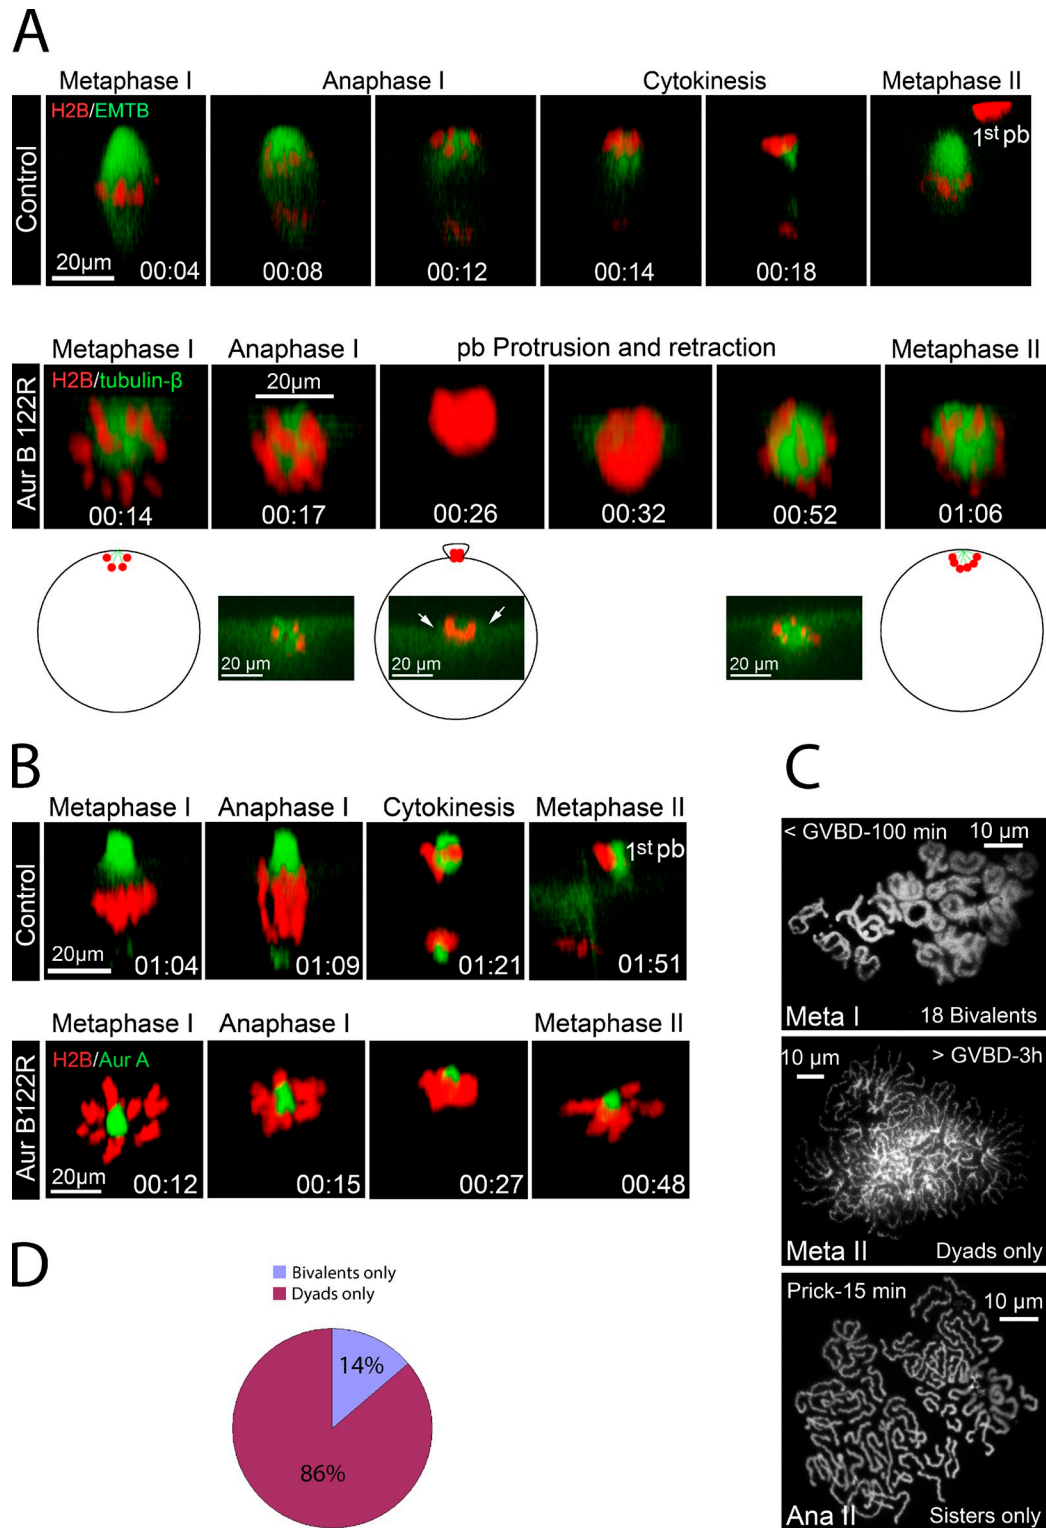 A
Metaphase I Anaphase I Cytokinesis Metaphase II
Control
H2B/EMTB
1st pb
20µm 00:04 00:08 00:12 00:14 00:18
Metaphase I Anaphase I pb Protrusion and retraction Metaphase II
Aur B 122R
H2B/tubulin-β 20µm
00:14 00:17 00:26 00:32 00:52 01:06
20 µm 20 µm 20 µm
B
Metaphase I Anaphase I Cytokinesis Metaphase II
Control
1st pb
20µm 01:04 01:09 01:21 01:51
Metaphase I Anaphase I Metaphase II
Aur B122R
H2B/Aur A
20µm 00:12 00:15 00:27 00:48
C
< GVBD-100 min 10 µm
Meta I 18 Bivalents
10 µm > GVBD-3h
Meta II Dyads only
Prick-15 min 10 µm
Ana II Sisters only
D
Bivalents only
Dyads only
14%
86%